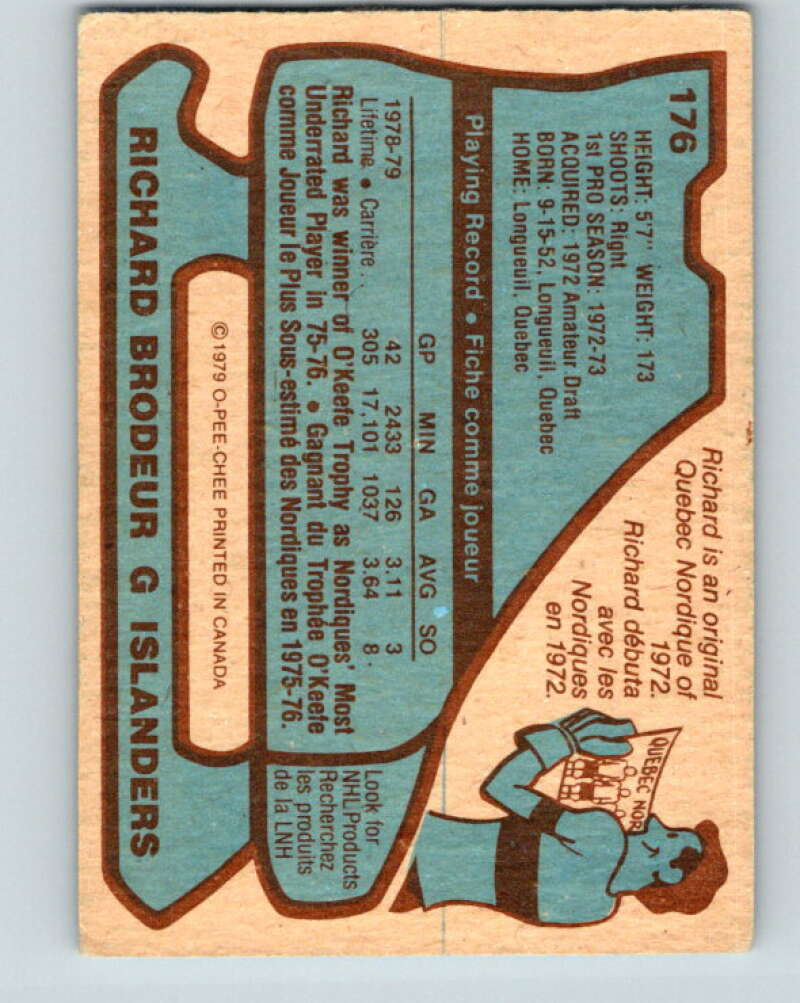 176
HEIGHT: 5'7" WEIGHT: 173
SHOOTS: Right
1st PRO SEASON: 1972-73
ACQUIRED: 1972 Amateur Draft
BORN: 9-15-52, Longueuil, Quebec
HOME: Longueuil, Quebec
Richard is an original
Quebec Nordique of
1972.
Richard débuta
avec les
Nordiques
en 1972.
QUEBEC NOR
Playing Record • Fiche comme joueur
GP MIN GA AVG SO
1978-79 42 2433 126 3.11 3
Lifetime • Carrière 305 17,101 1037 3.64 8
Richard was winner of O'Keefe Trophy as Nordiques' Most
Underrated Player in 75-76. • Gagnant du Trophée O'Keefe
comme Joueur le Plus Sous-estimé des Nordiques en 1975-76.
Look for
NHL Products
Recherchez
les produits
de la LNH
©1979 O-PEE-CHEE PRINTED IN CANADA
RICHARD BRODEUR G ISLANDERS